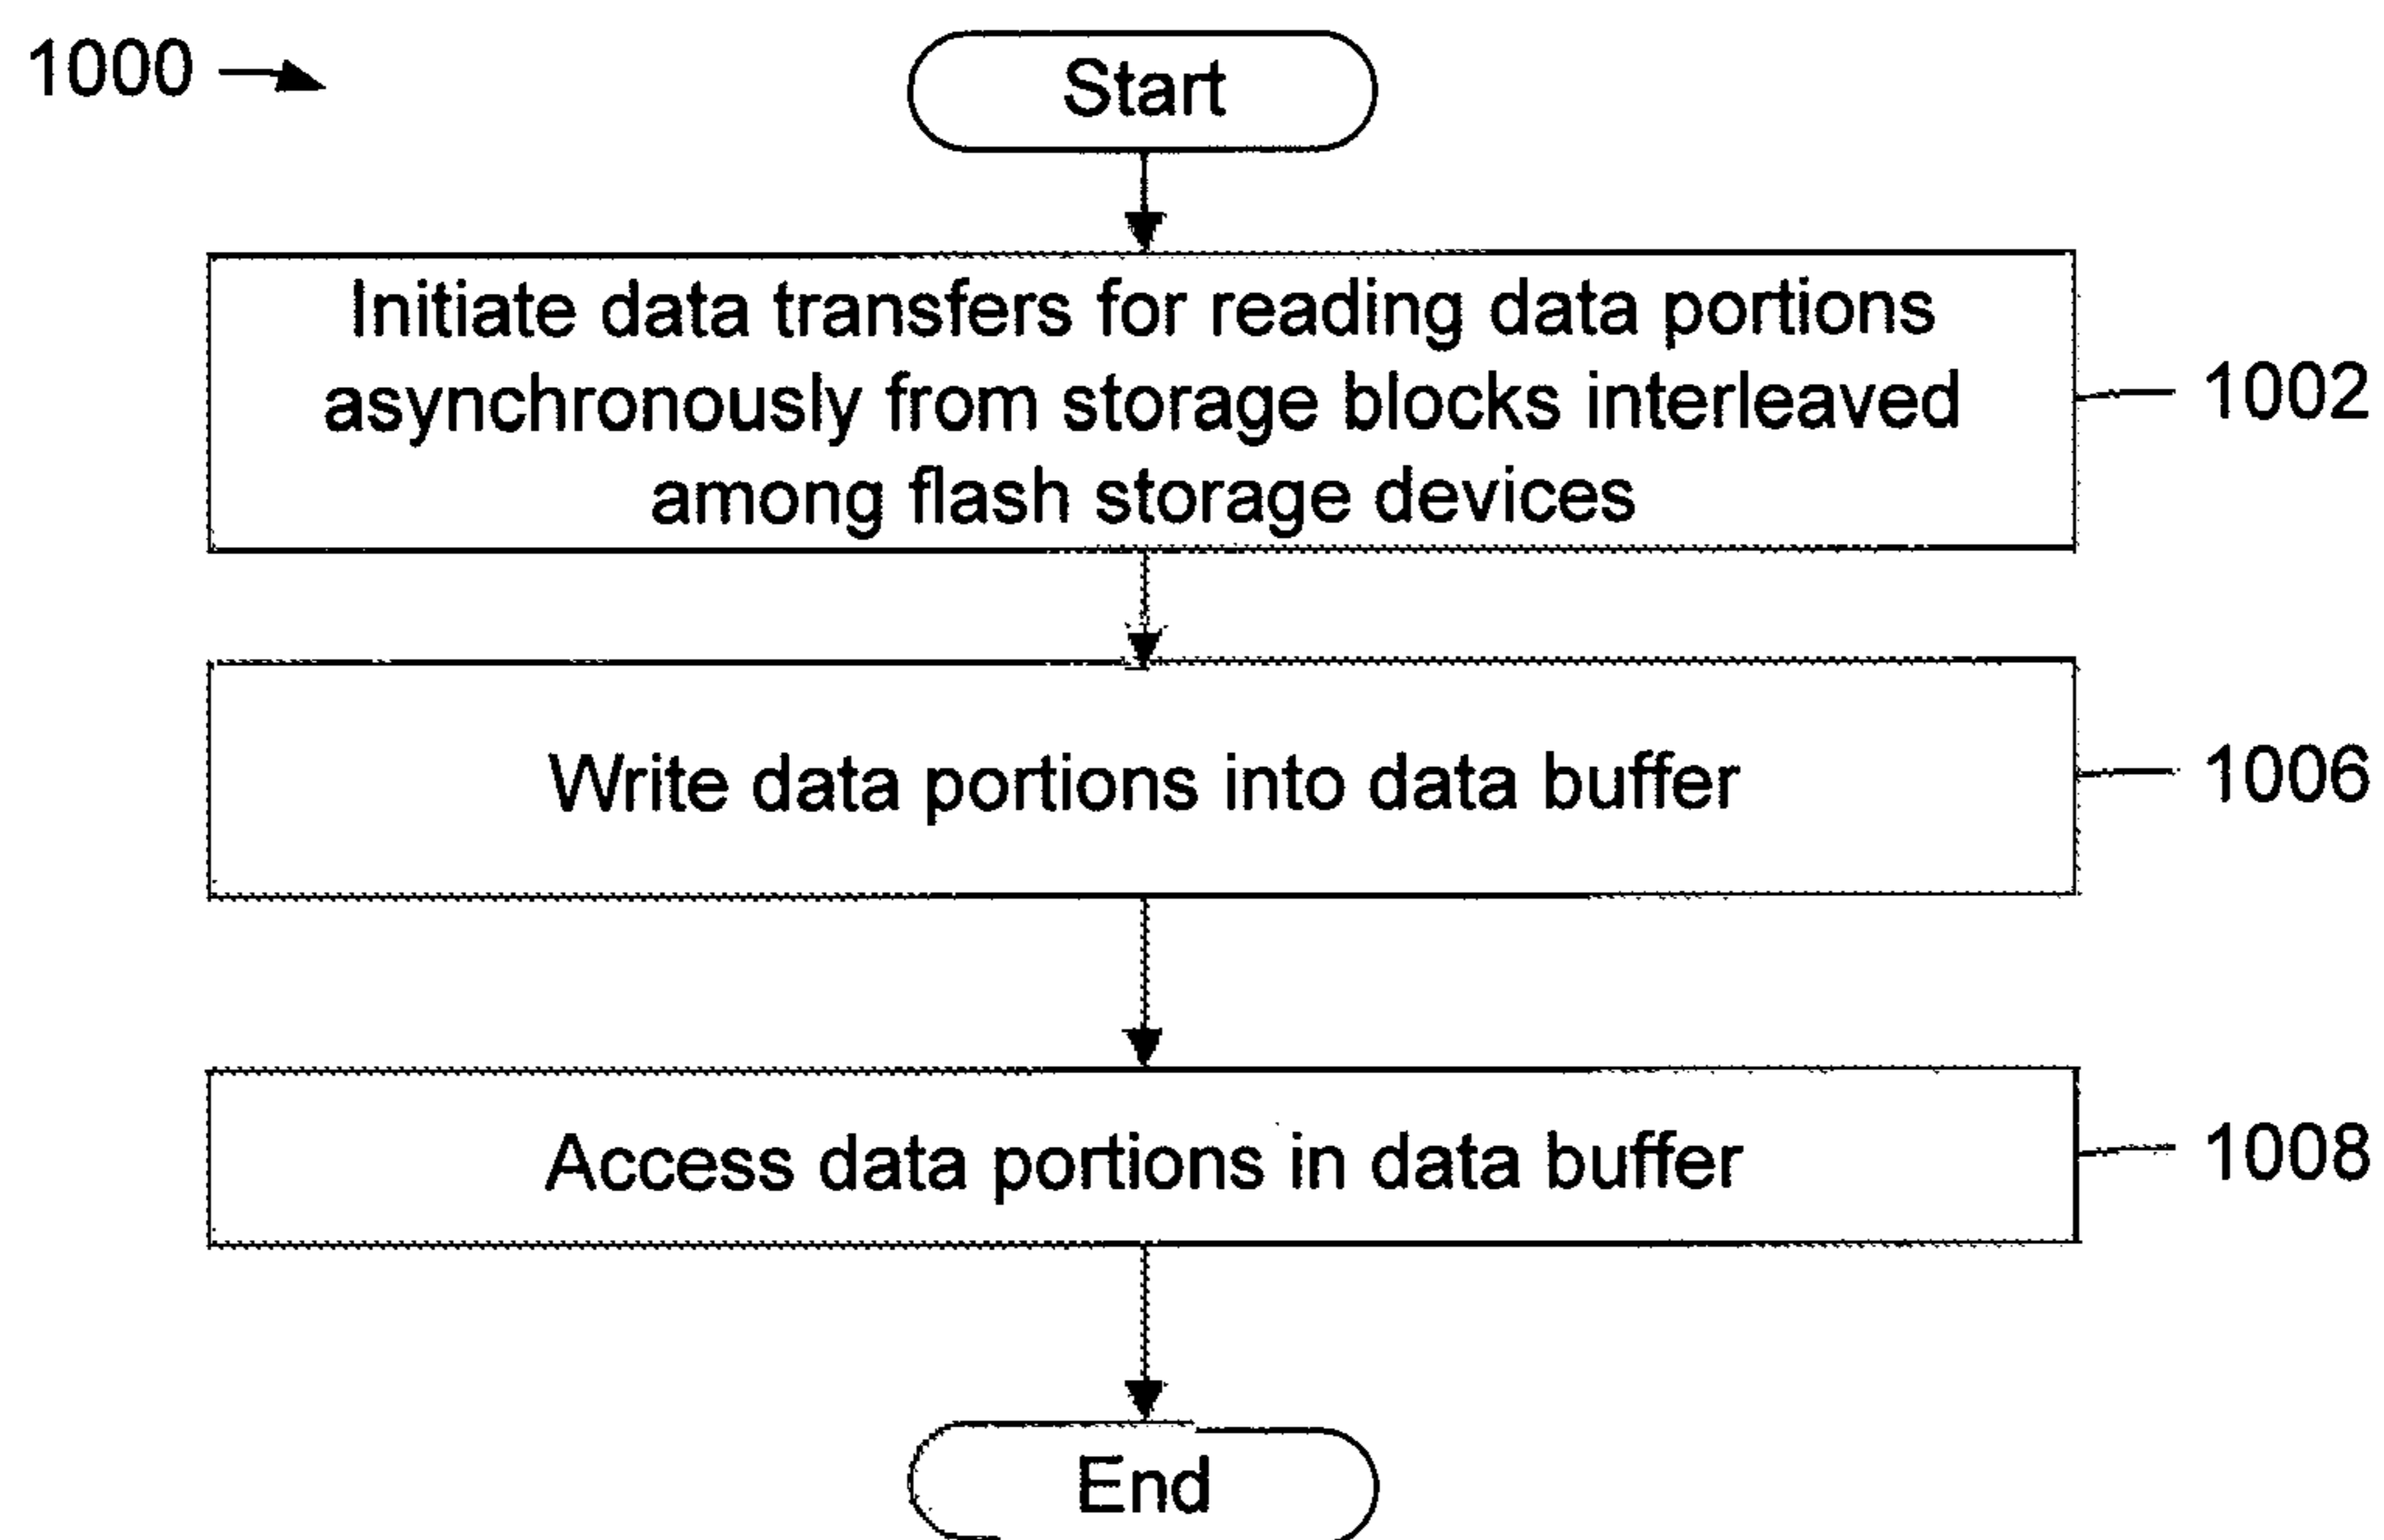 1000
Start
Initiate data transfers for reading data portions
asynchronously from storage blocks interleaved
among flash storage devices
1002
Write data portions into data buffer
1006
Access data portions in data buffer
1008
End